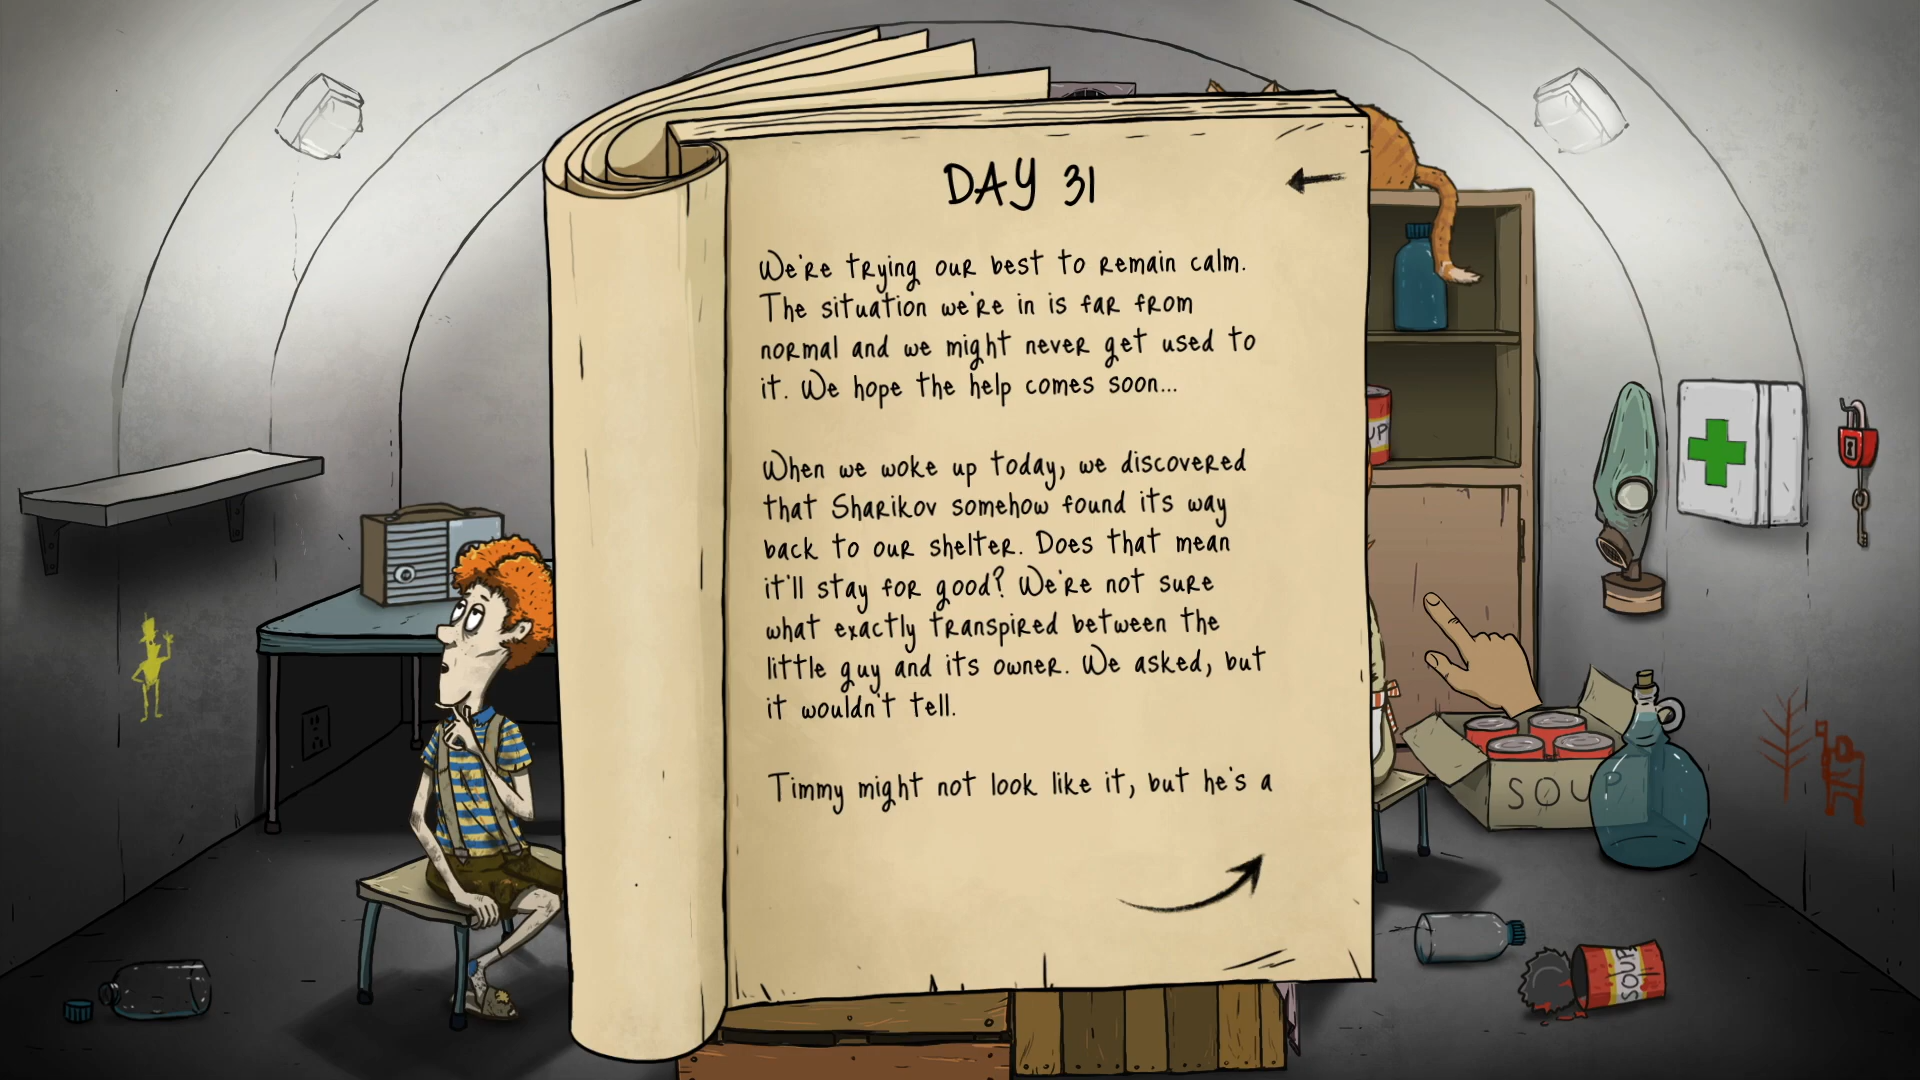 DAY 31
We're trying our best to remain calm.
The situation we're in is far from
normal and we might never get used to
it. We hope the help comes soon...
When we woke up today, we discovered
that Sharikov somehow found its way
back to our shelter. Does that mean
it'll stay for good? We're not sure
what exactly transpired between the
little guy and its owner. We asked, but
it wouldn't tell.
Timmy might not look like it, but he's a
UP
SOUP
SOUP